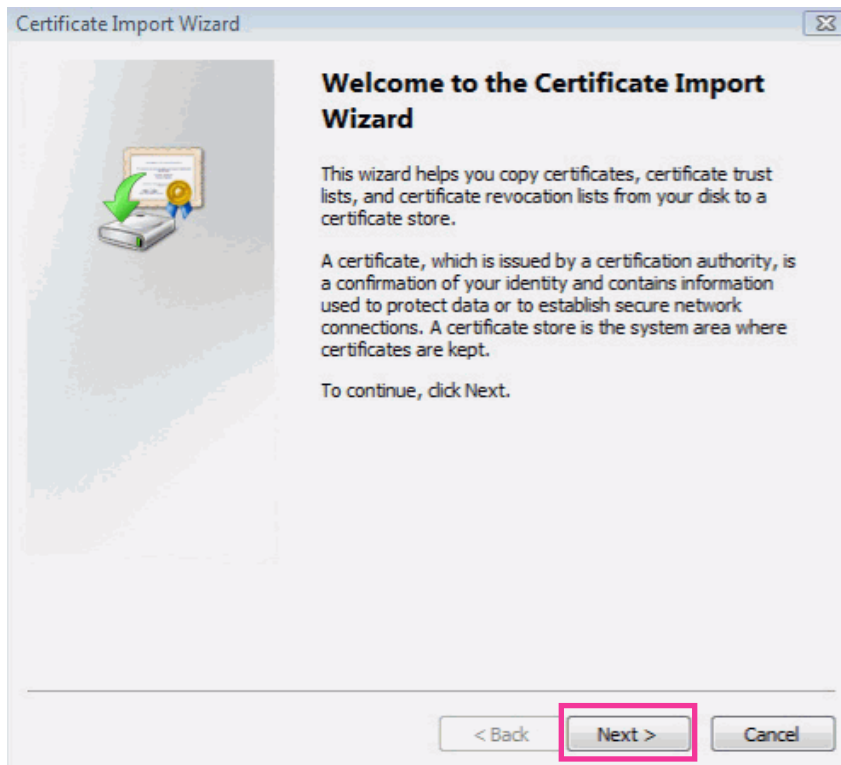 Certificate Import Wizard
Welcome to the Certificate Import
Wizard
This wizard helps you copy certificates, certificate trust
lists, and certificate revocation lists from your disk to a
certificate store.
A certificate, which is issued by a certification authority, is
a confirmation of your identity and contains information
used to protect data or to establish secure network
connections. A certificate store is the system area where
certificates are kept.
To continue, click Next.
< Back Next > Cancel